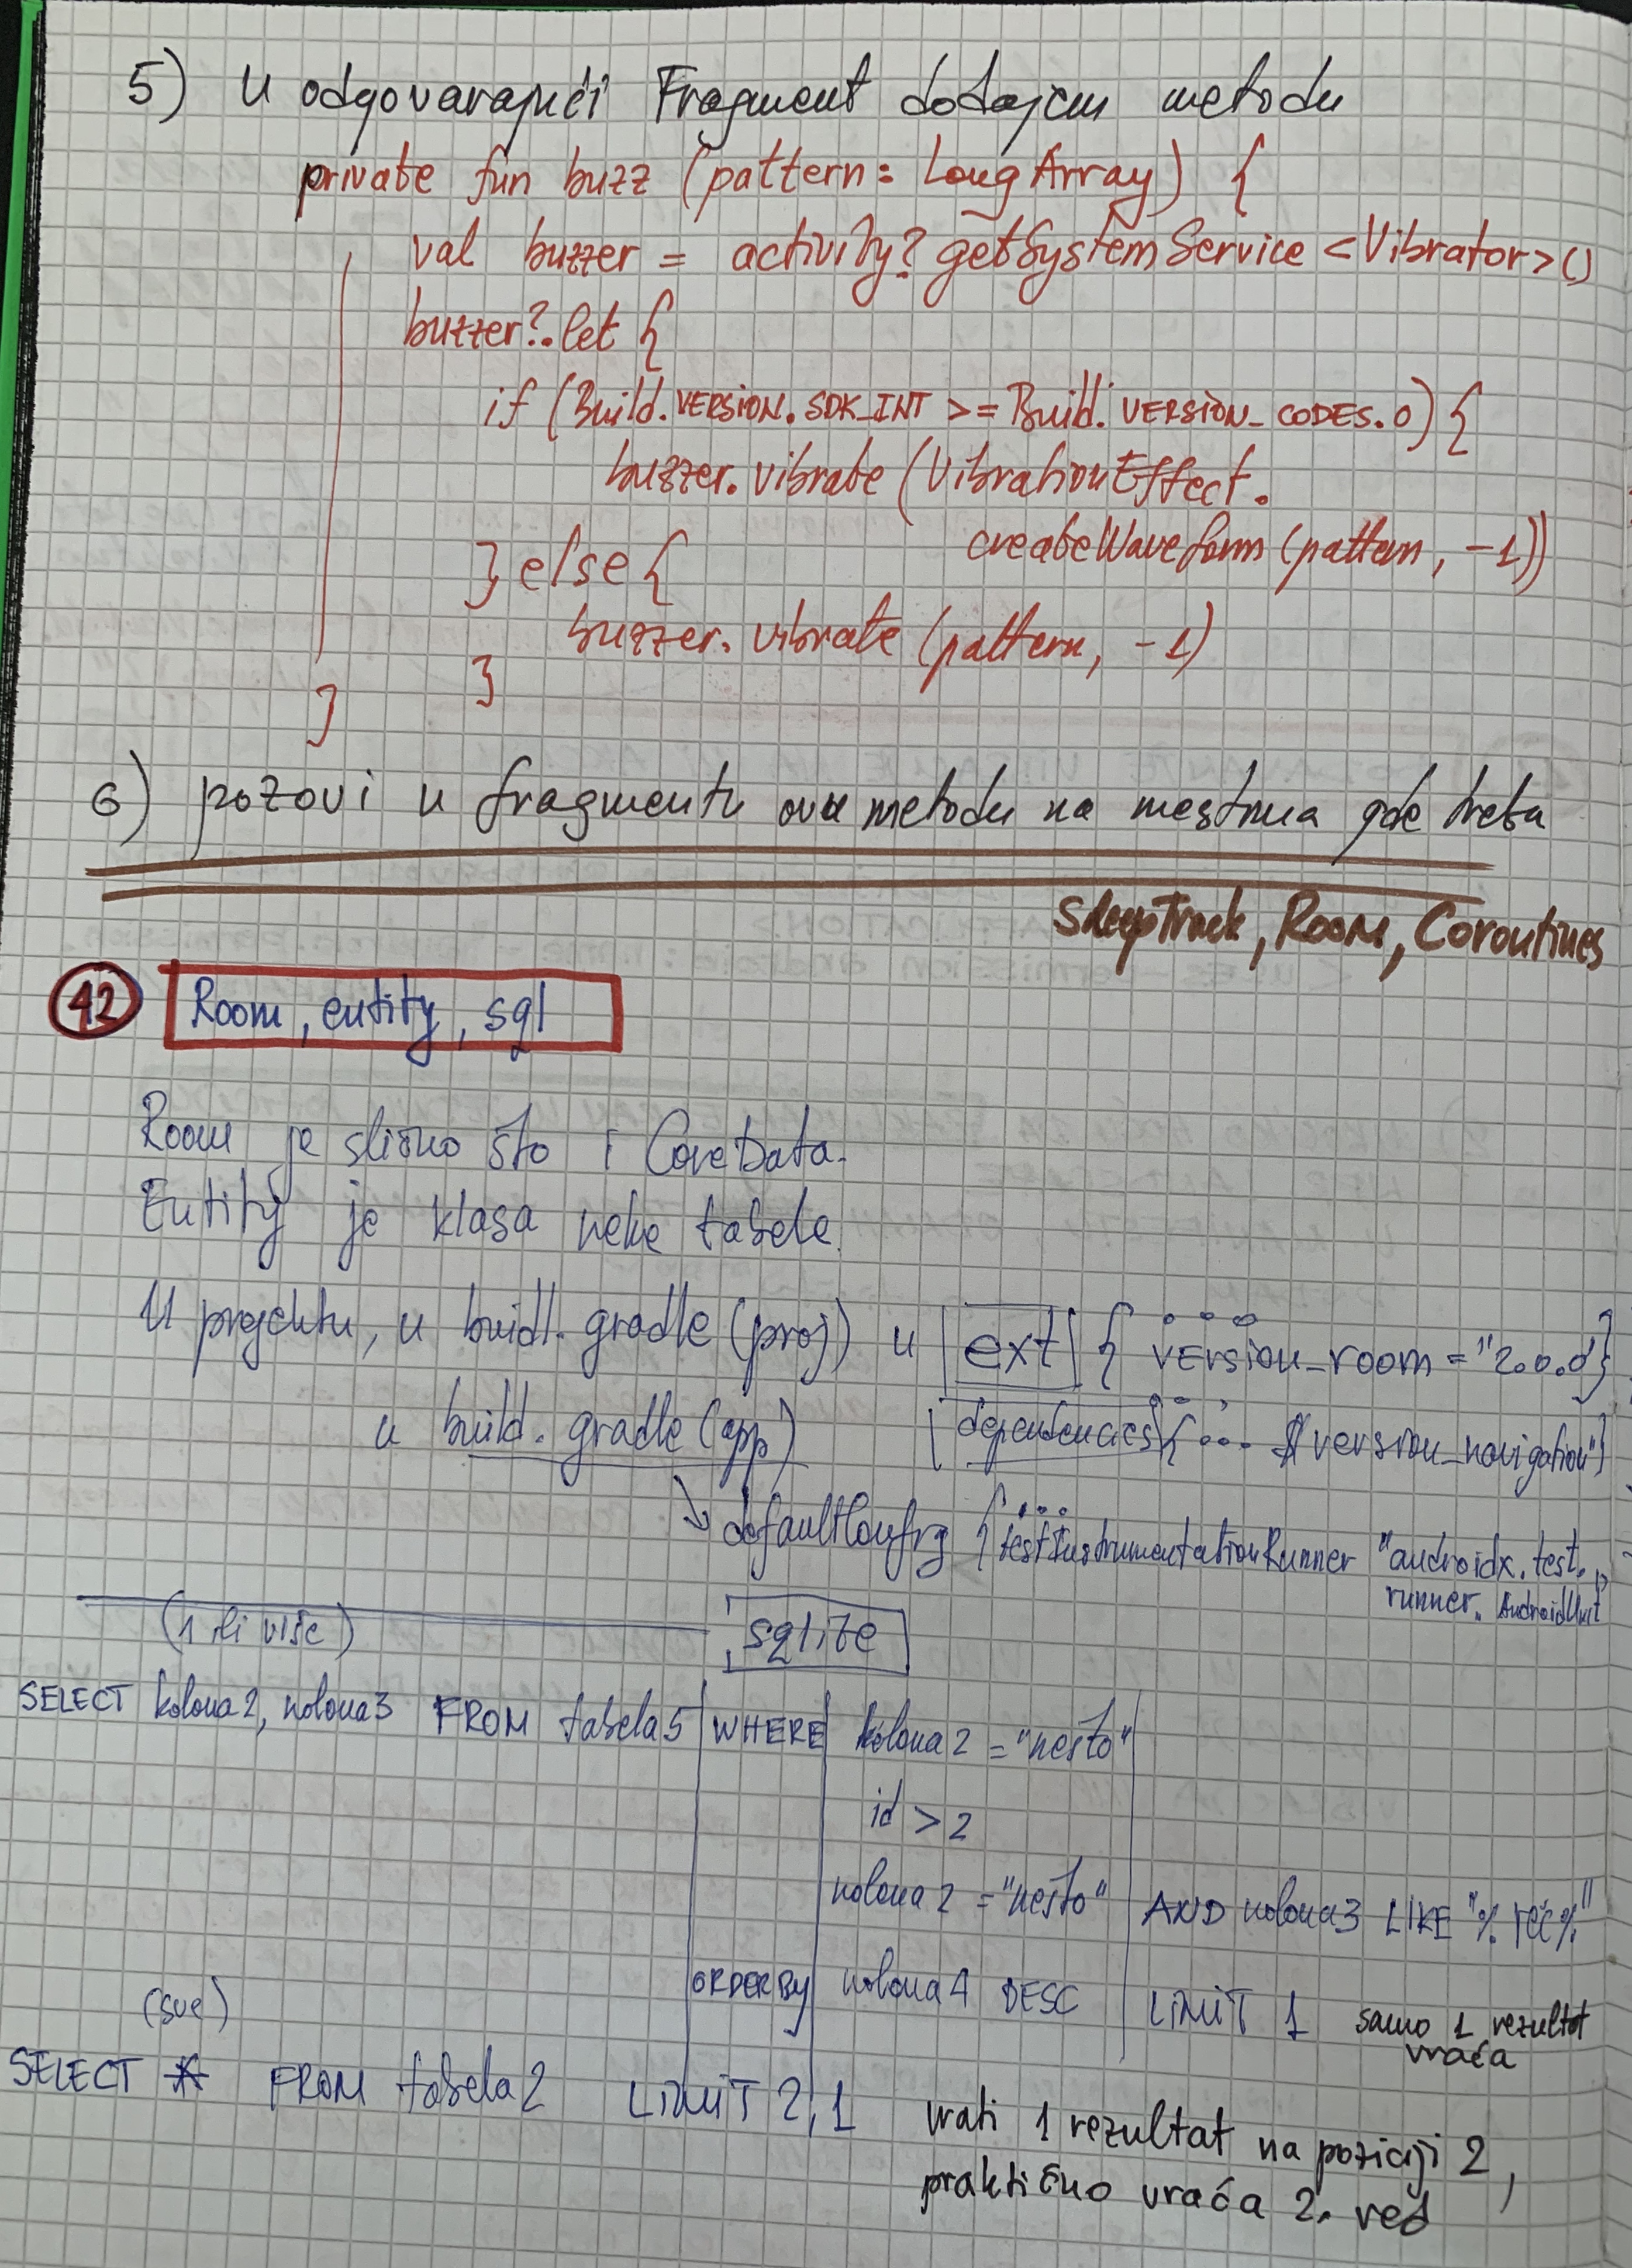 5) U odgovarajući Fragment dodajem metodu
private fun buzz (pattern: LongArray) {
val buzzer = activity?getSystemService <Vibrator>()
buzzer?.let {
if (Build.VERSION.SDK_INT >= Build.VERSION_CODES.O) {
buzzer.vibrate (VibrationEffect.
createWaveform (pattern, -1))
} else {
buzzer.vibrate (pattern, -1)
}
}
6) pozovi u fragmentu ovu metodu na mestima gde treba
SleepTrack, Room, Coroutines
42 Room, entity, sql
Room je slično što i CoreData.
Entity je klasa neke tabele.
U projektu, u buidl.gradle (proj) u ext { ... version_room = "2.0.0" }
u build.gradle (app) dependencies { ... $version_navigation" }
↘ defaultConfig { ... testInstrumentationRunner "androidx.test.
runner.
(1 ili više) sqlite
SELECT kolona2, kolona3 FROM tabela5 WHERE kolona2 = "nešto"
id > 2
kolona2 = "nešto" AND kolona3 LIKE "%reč%"
ORDER BY kolona4 DESC LIMIT 1 samo 1 rezultat
vraća
(sve)
SELECT * FROM tabela2 LIMIT 2,1 vrati 1 rezultat na poziciji 2,
praktično vraća 2. red